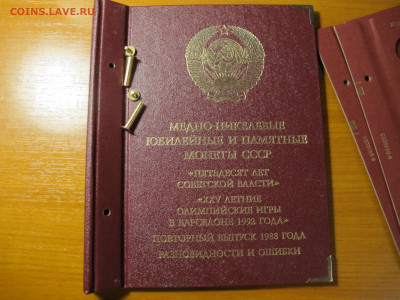 COINS.LAVE.RU
МЕДНО-НИКЕЛЕВЫЕ
ЮБИЛЕЙНЫЕ И ПАМЯТНЫЕ
МОНЕТЫ СССР
«ПЯТЬДЕСЯТ ЛЕТ
СОВЕТСКОЙ ВЛАСТИ»
«XXV ЛЕТНИЕ
ОЛИМПИЙСКИЕ ИГРЫ
В БАРСЕЛОНЕ 1992 ГОДА»
ПОВТОРНЫЙ ВЫПУСК 1988 ГОДА
РАЗНОВИДНОСТИ И ОШИБКИ